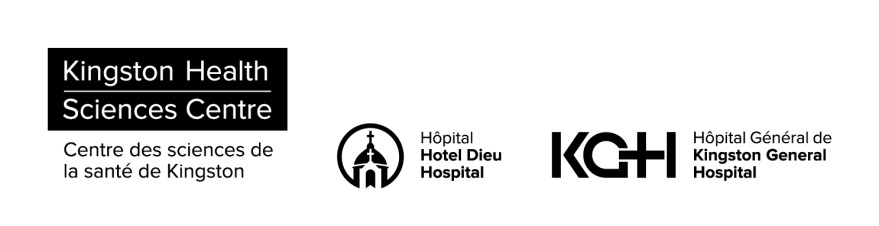 Kingston Health
Sciences Centre
Centre des sciences de
la santé de Kingston
Hôpital
Hotel Dieu
Hospital
KGH
Hôpital Général de
Kingston General
Hospital